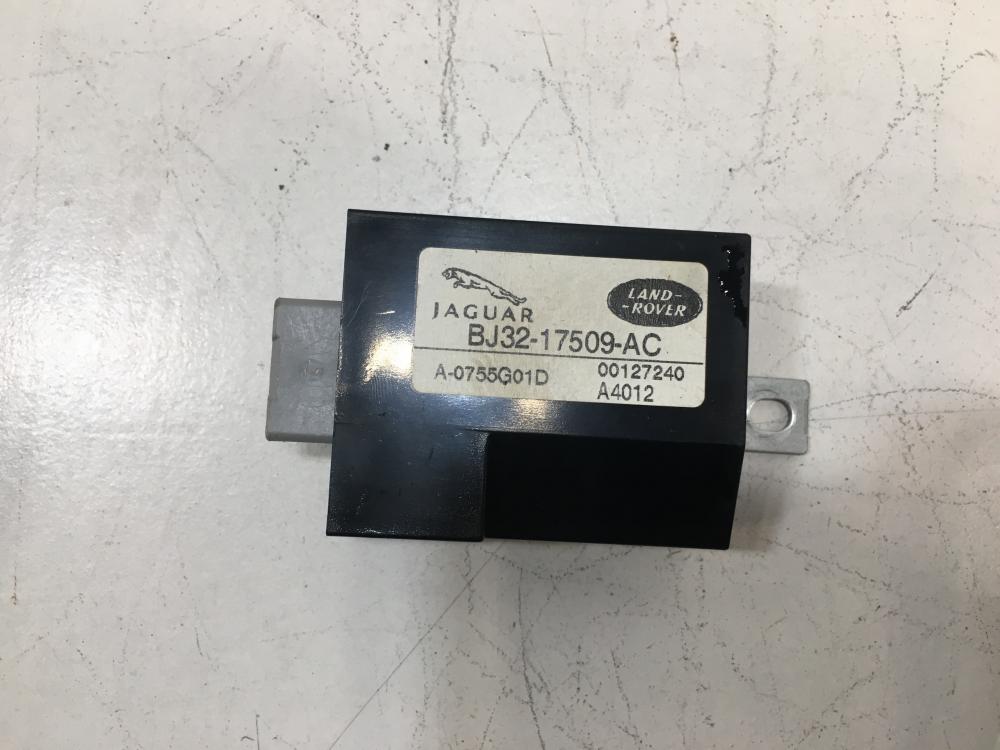 JAGUAR
LAND-
-ROVER
BJ32-17509-AC
A-0755G01D
00127240
A4012